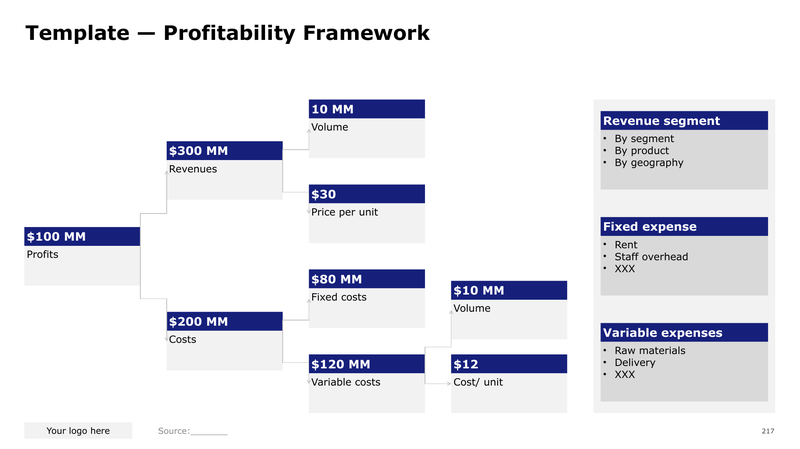 Template — Profitability Framework
$100 MM
Profits
$300 MM
Revenues
$200 MM
Costs
10 MM
Volume
$30
Price per unit
$80 MM
Fixed costs
$120 MM
Variable costs
$10 MM
Volume
$12
Cost/ unit
Revenue segment
• By segment
• By product
• By geography
Fixed expense
• Rent
• Staff overhead
• XXX
Variable expenses
• Raw materials
• Delivery
• XXX
Your logo here
Source:_______
217